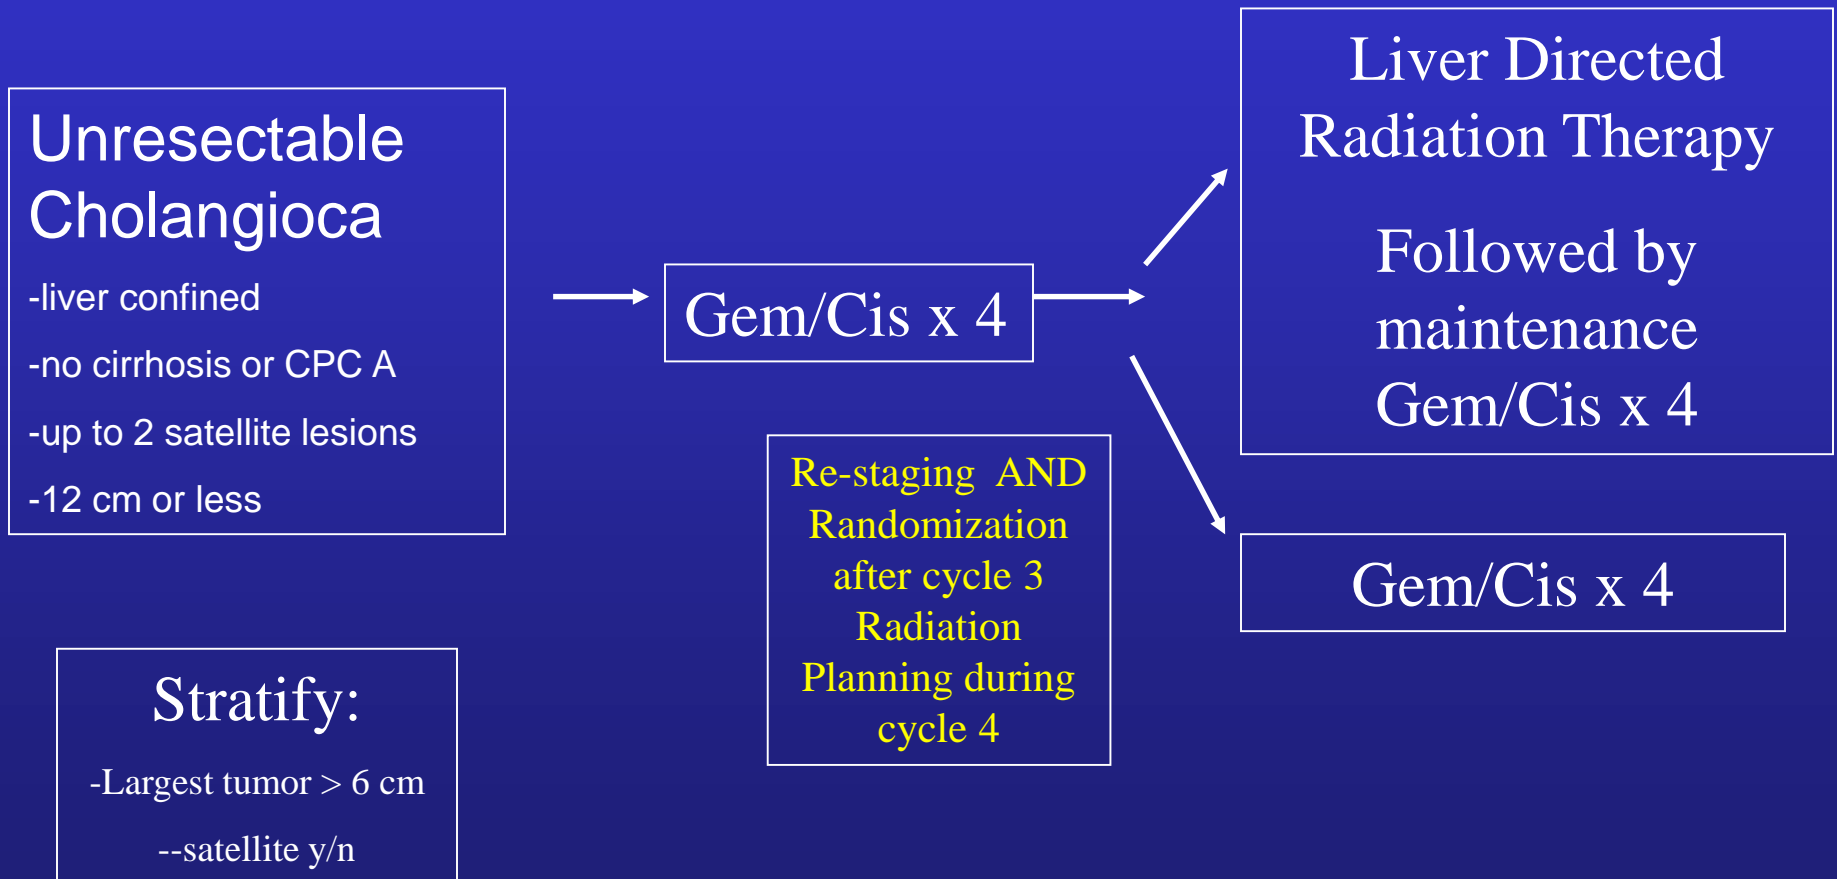 Unresectable
Cholangioca
-liver confined
-no cirrhosis or CPC A
-up to 2 satellite lesions
-12 cm or less
Stratify:
-Largest tumor > 6 cm
--satellite y/n
Gem/Cis x 4
Re-staging AND
Randomization
after cycle 3
Radiation
Planning during
cycle 4
Liver Directed
Radiation Therapy
Followed by
maintenance
Gem/Cis x 4
Gem/Cis x 4